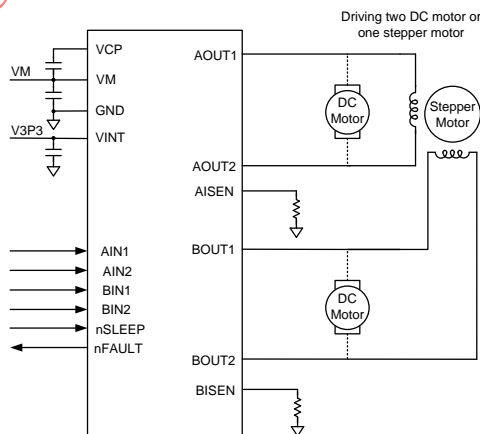 Driving two DC motor or
one stepper motor
VCP
AOUT1
VM
VM
GND
V3P3
VINT
DC
Motor
Stepper
Motor
AOUT2
AISEN
AIN1
BOUT1
AIN2
BIN1
BIN2
nSLEEP
nFAULT
DC
Motor
BOUT2
BISEN